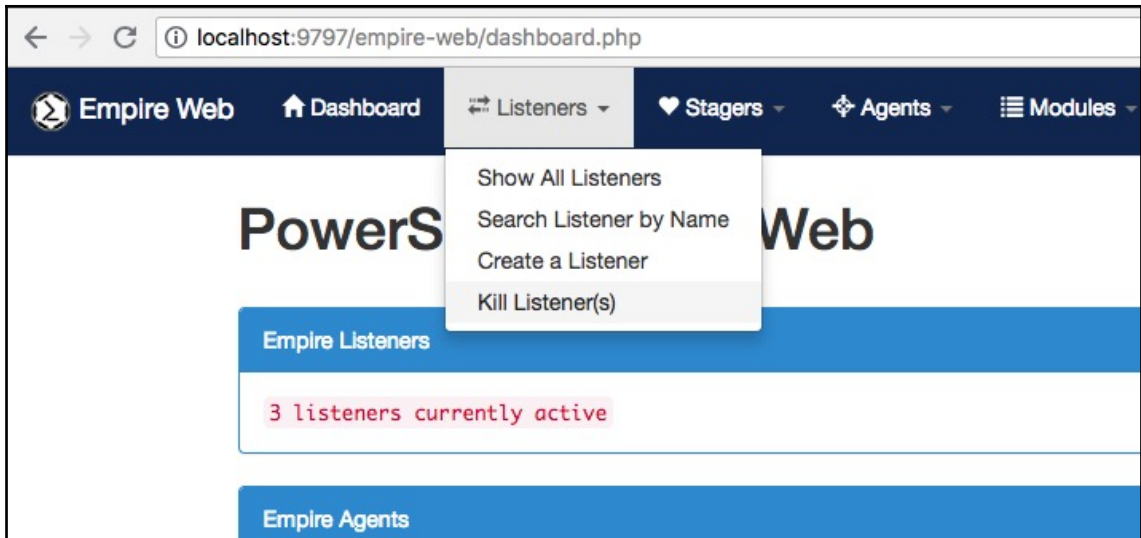 localhost:9797/empire-web/dashboard.php
Empire Web Dashboard Listeners Stagers Agents Modules
Show All Listeners
Search Listener by Name
Create a Listener
Kill Listener(s)
PowerS Web
Empire Listeners
3 listeners currently active
Empire Agents